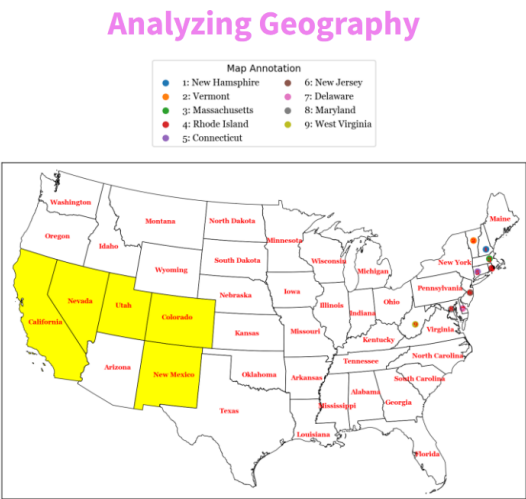 Analyzing Geography
Map Annotation
1: New Hamsphire
2: Vermont
3: Massachusetts
4: Rhode Island
5: Connecticut
6: New Jersey
7: Delaware
8: Maryland
9: West Virginia
Washington
Montana
North Dakota
Minnesota
Maine
Oregon
Idaho
South Dakota
Wisconsin
Michigan
New York
Wyoming
Nebraska
Iowa
Pennsylvania
Nevada
Utah
Colorado
Illinois
Indiana
Ohio
California
Kansas
Missouri
Kentucky
Virginia
Arizona
New Mexico
Oklahoma
Arkansas
Tennessee
North Carolina
South Carolina
Texas
Mississippi
Alabama
Georgia
Louisiana
Florida
2